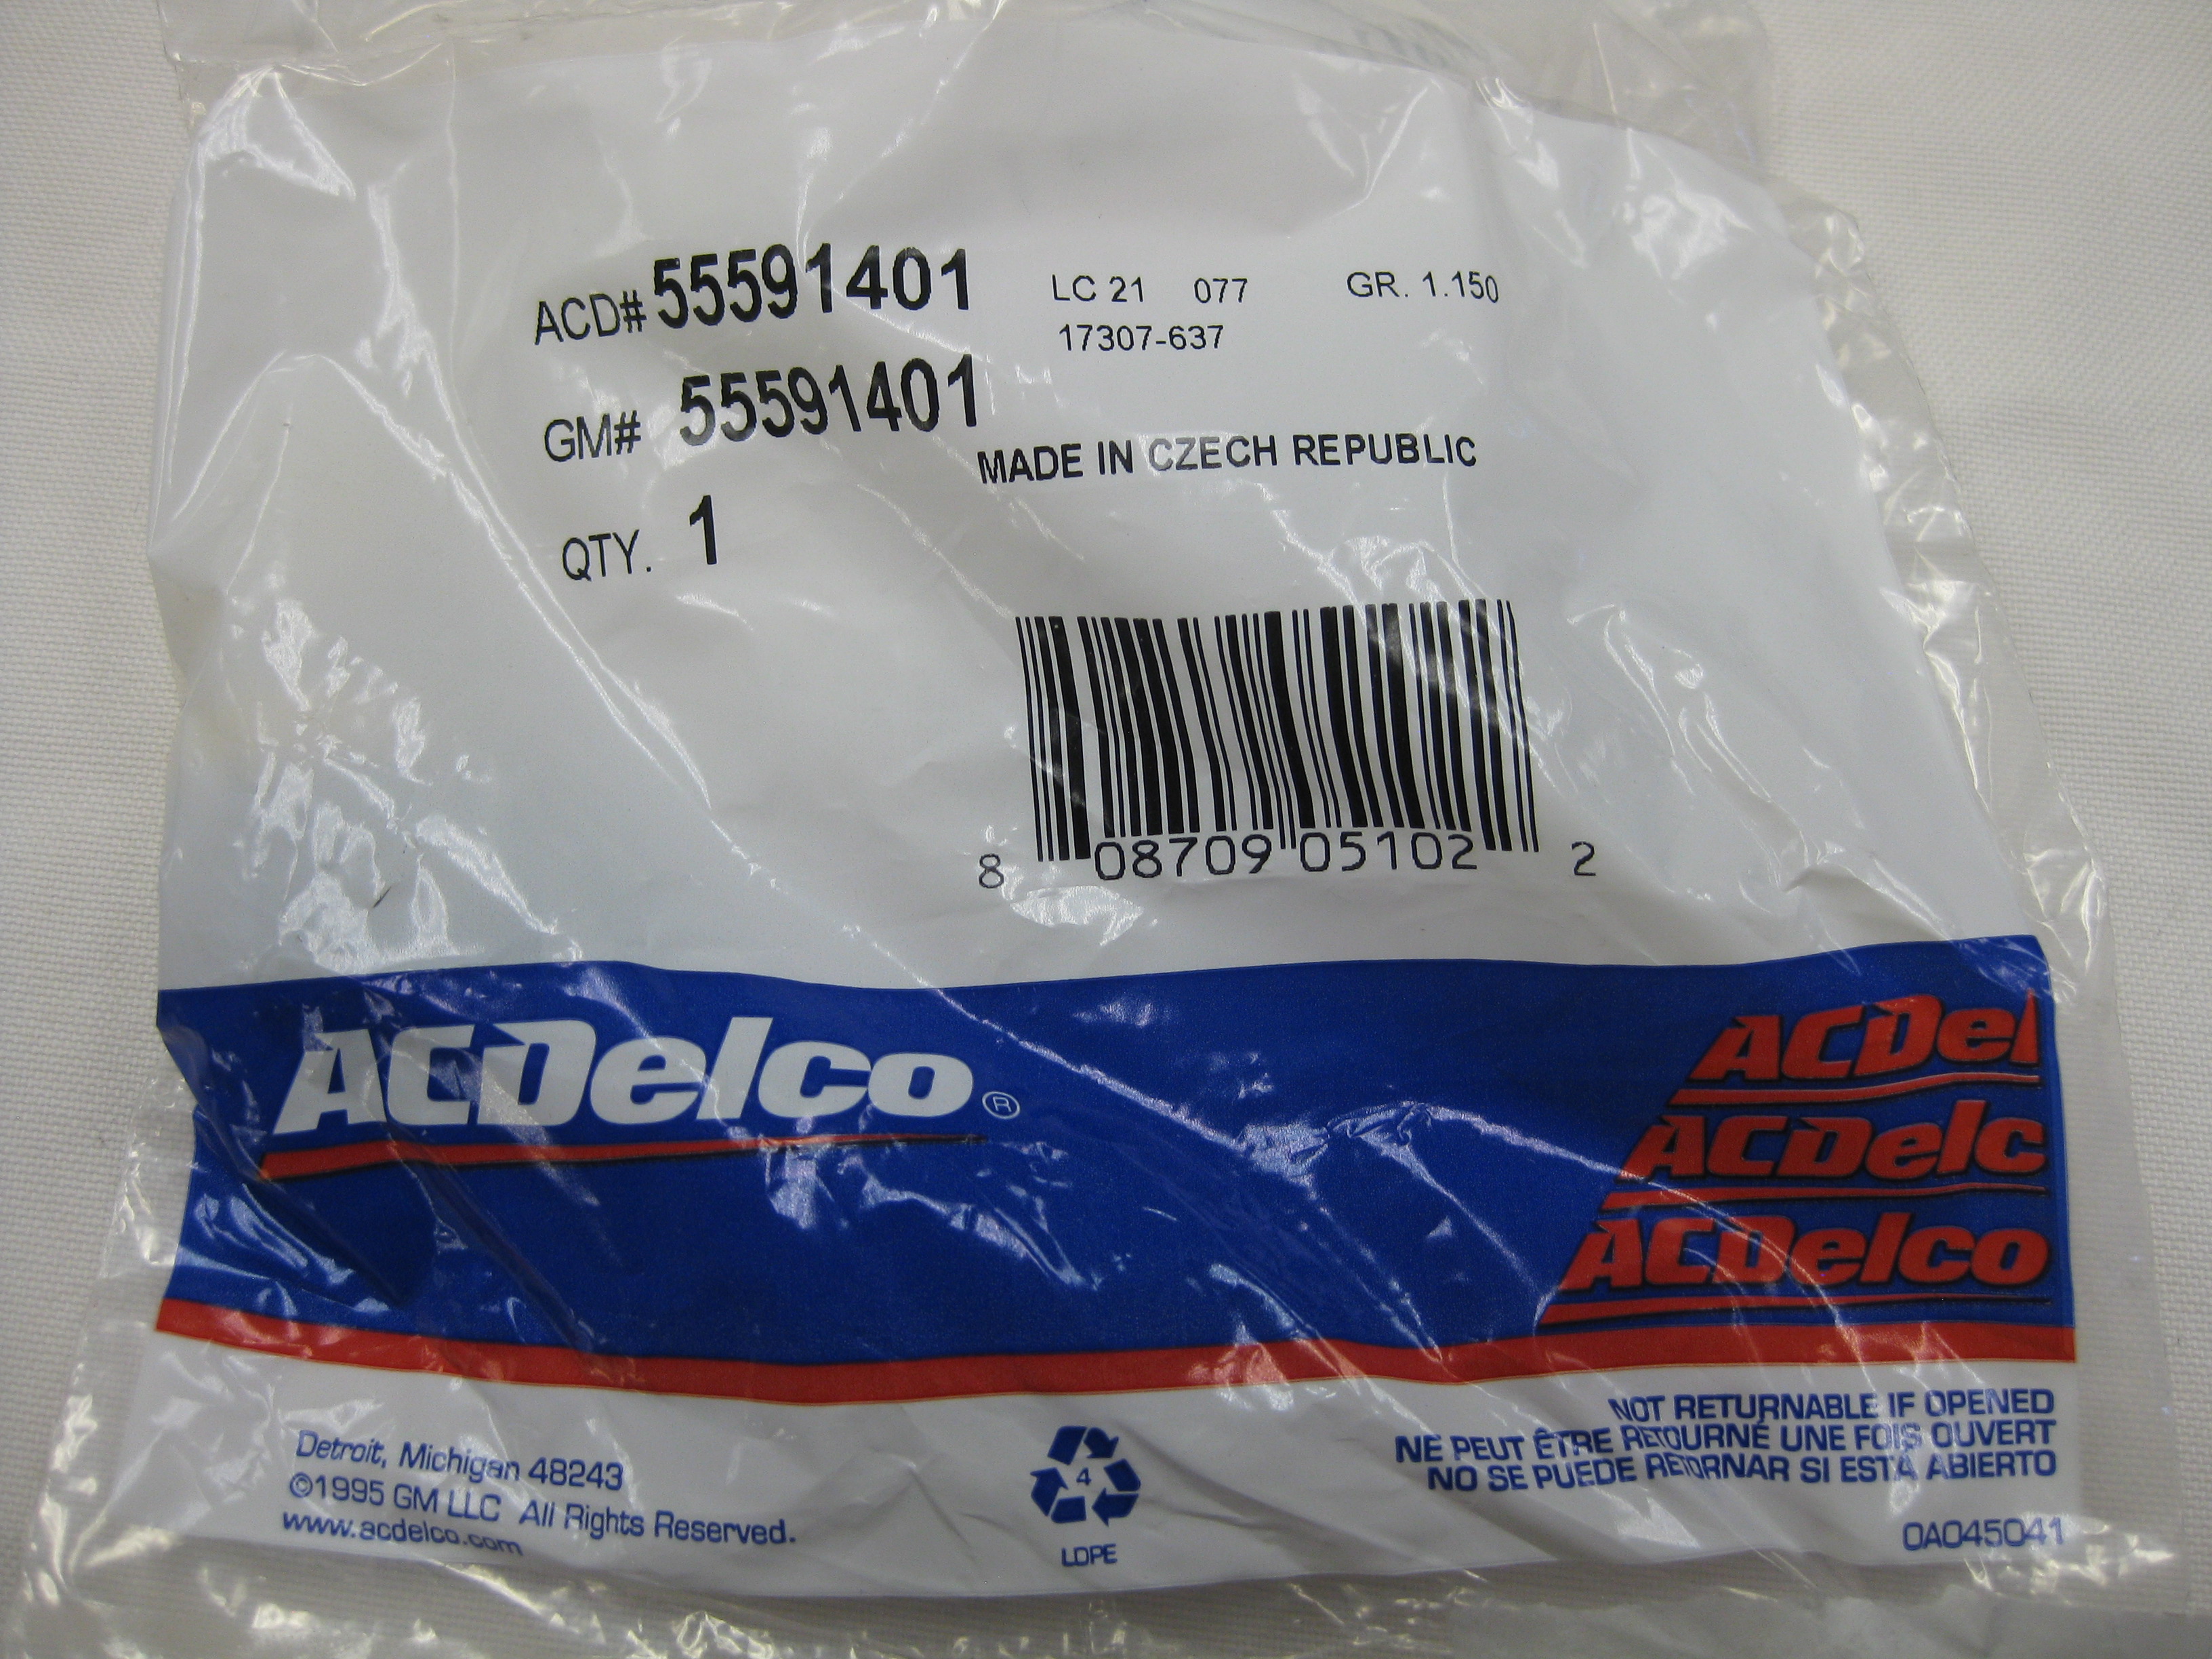 ACD# 55591401 LC 21 077 GR. 1.150
17307-637
GM# 55591401
MADE IN CZECH REPUBLIC
QTY. 1
8 08709 05102 2
ACDelco®
ACDel
ACDelc
ACDelco
Detroit, Michigan 48243
©1995 GM LLC All Rights Reserved.
www.acdelco.com
4
LDPE
NOT RETURNABLE IF OPENED
NE PEUT ÊTRE RETOURNÉ UNE FOIS OUVERT
NO SE PUEDE RETORNAR SI ESTÁ ABIERTO
0A045041